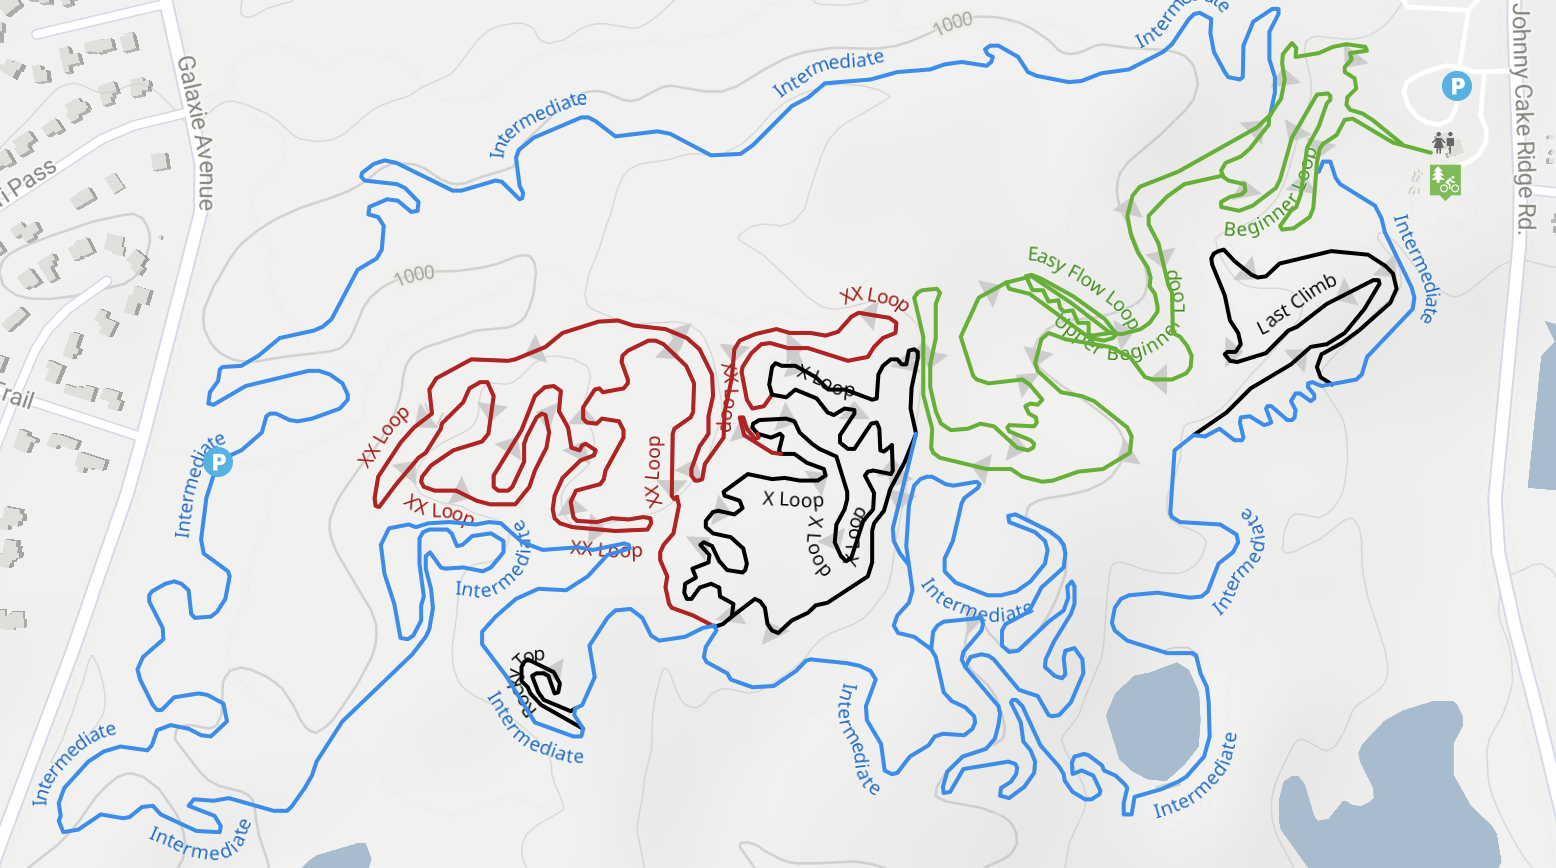 Intermediate
1000
Johnny Cake Ridge Rd.
Intermediate
Galaxie Avenue
P
Intermediate
i Pass
Beginner Loop
Intermediate
Easy Flow Loop
Loop
1000
XX Loop
Last Climb
Upper Beginner
Trail
X Loop
XX Loop
XX Loop
Intermediate
P
XX Loop
Intermediate
X Loop
XX Loop
X Loop
X Loop
Intermediate
XX Loop
Intermediate
Intermediate
Intermediate
Rock Top
Intermediate
Intermediate
Intermediate
Intermediate
Intermediate